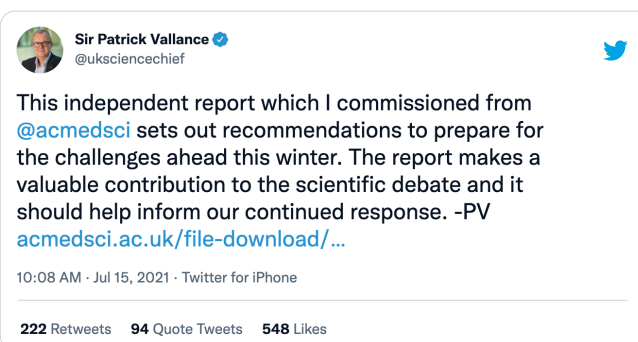 Sir Patrick Vallance
@uksciencechief
This independent report which I commissioned from
@acmedsci sets out recommendations to prepare for
the challenges ahead this winter. The report makes a
valuable contribution to the scientific debate and it
should help inform our continued response. -PV
acmedsci.ac.uk/file-download/...
10:08 AM · Jul 15, 2021 · Twitter for iPhone
222 Retweets 94 Quote Tweets 548 Likes